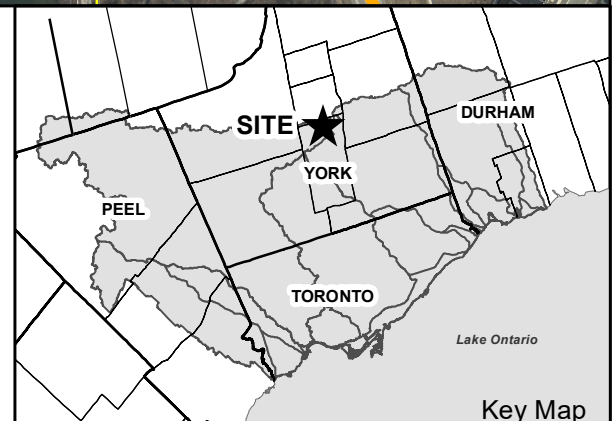 SITE
DURHAM
YORK
PEEL
TORONTO
Lake Ontario
Key Map